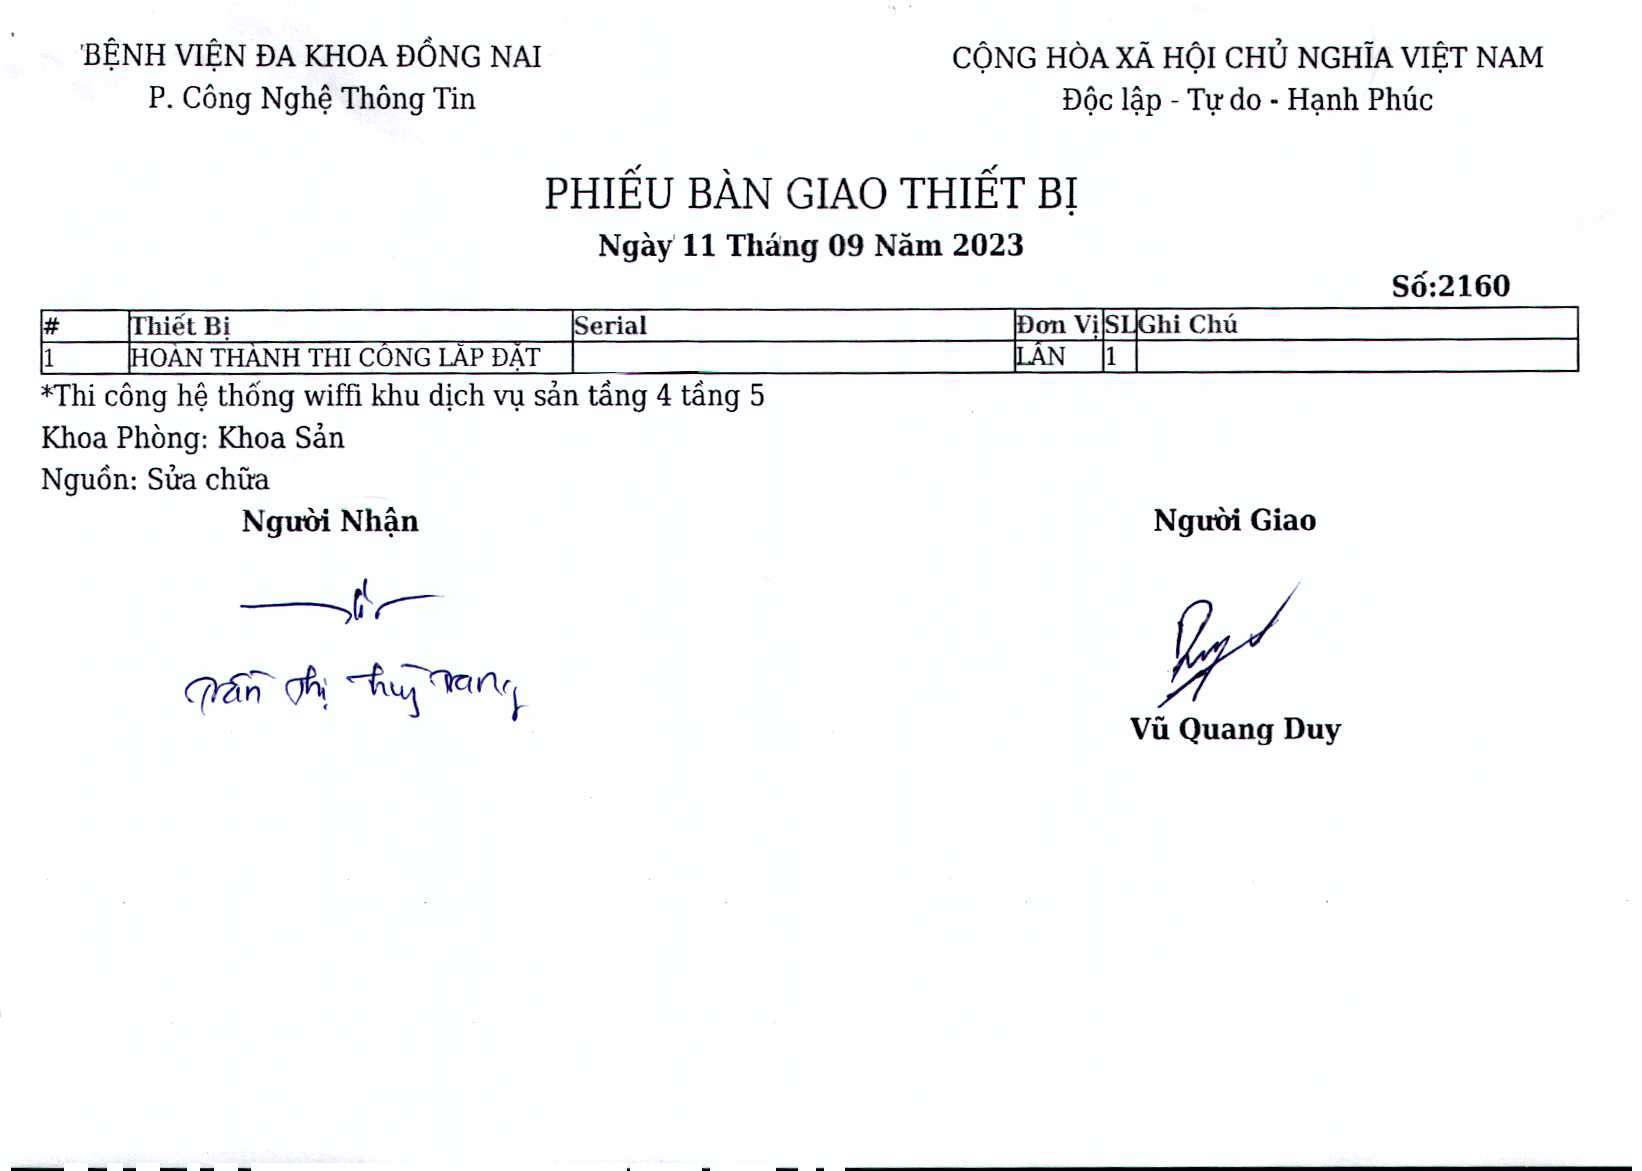 BỆNH VIỆN ĐA KHOA ĐỒNG NAI
P. Công Nghệ Thông Tin
CỘNG HÒA XÃ HỘI CHỦ NGHĨA VIỆT NAM
Độc lập - Tự do - Hạnh Phúc
PHIẾU BÀN GIAO THIẾT BỊ
Ngày 11 Tháng 09 Năm 2023
Số:2160
# Thiết Bị Serial Đơn Vị SL Ghi Chú
1 HOÀN THÀNH THI CÔNG LẮP ĐẶT LẦN 1
*Thi công hệ thống wiffi khu dịch vụ sản tầng 4 tầng 5
Khoa Phòng: Khoa Sản
Nguồn: Sửa chữa
Người Nhận Người Giao
Trần Thị Thuỳ Trang
Vũ Quang Duy